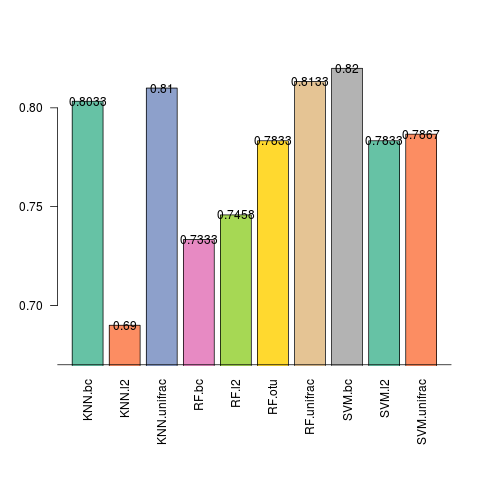 0.80
0.75
0.70
0.8033
0.69
0.81
0.7333
0.7458
0.7833
0.8133
0.82
0.7833
0.7867
KNN.bc
KNN.l2
KNN.unifrac
RF.bc
RF.l2
RF.otu
RF.unifrac
SVM.bc
SVM.l2
SVM.unifrac